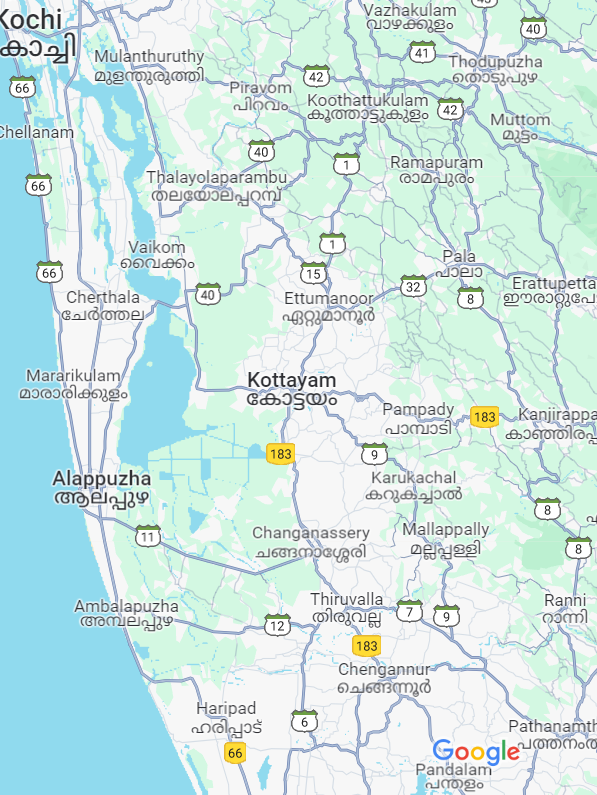 Kochi
കൊച്ചി
Vazhakulam
വാഴക്കുളം
40
41
Mulanthuruthy
മുളന്തുരുത്തി
Thodupuzha
തൊടുപുഴ
42
Piravom
പിറവം
66
Koothattukulam
കൂത്താട്ടുകുളം
42
Muttom
മുട്ടം
Chellanam
40
1
Ramapuram
രാമപുരം
66
Thalayolaparambu
തലയോലപ്പറമ്പ്
Vaikom
വൈക്കം
1
Pala
പാലാ
66
15
Erattupetta
32
8
Cherthala
ചേർത്തല
40
Ettumanoor
ഏറ്റുമാനൂർ
Mararikulam
മാരാരിക്കുളം
Kottayam
കോട്ടയം
Pampady
പാമ്പാടി
183
183
9
Karukachal
കറുകച്ചാൽ
Alappuzha
ആലപ്പുഴ
8
11
Changanassery
ചങ്ങനാശ്ശേരി
Mallappally
മല്ലപ്പള്ളി
8
Ambalapuzha
അമ്പലപ്പുഴ
Thiruvalla
തിരുവല്ല
7
9
Ranni
റാന്നി
12
183
Chengannur
ചെങ്ങന്നൂർ
Haripad
ഹരിപ്പാട്
6
66
Google
Pandalam
പന്തളം